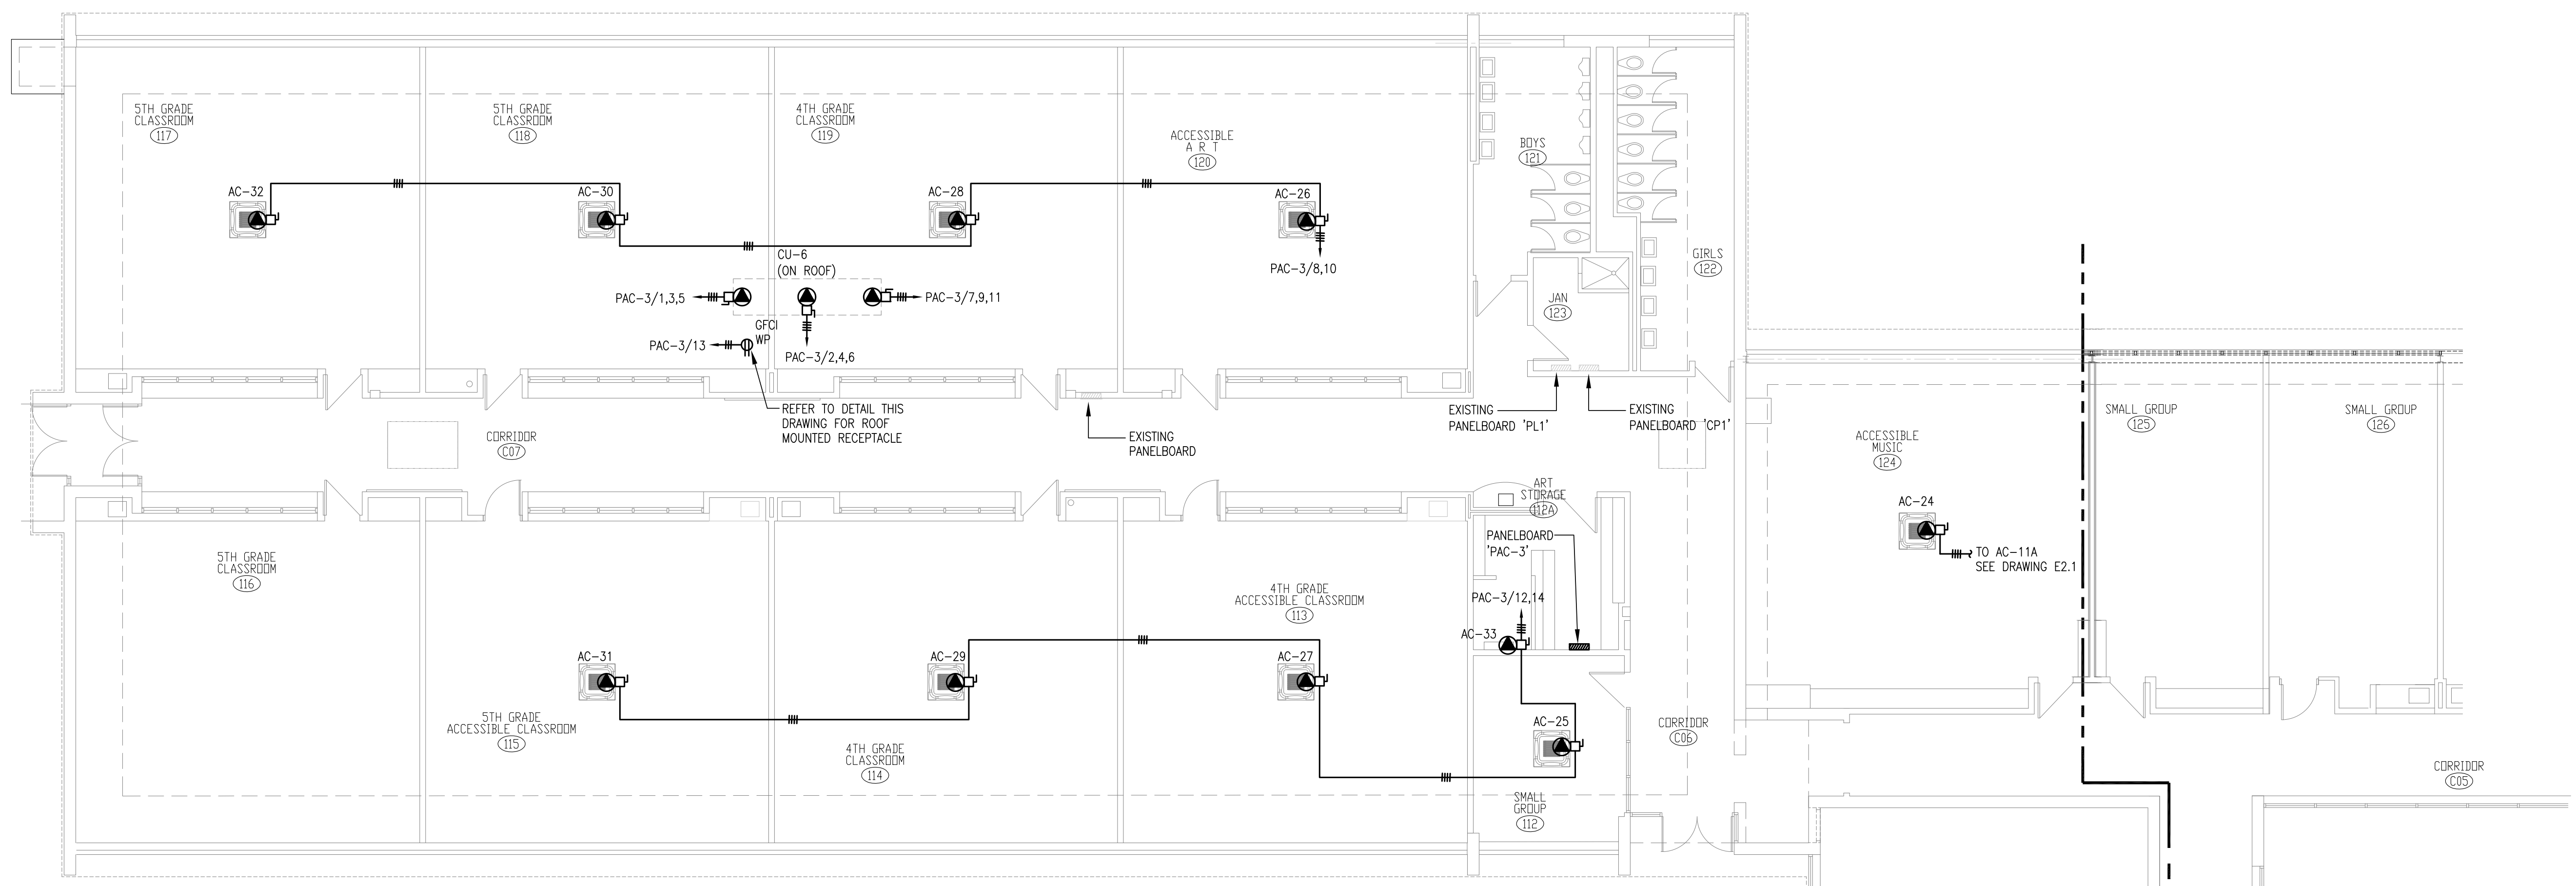 5TH GRADE
CLASSROOM
117
5TH GRADE
CLASSROOM
118
4TH GRADE
CLASSROOM
119
ACCESSIBLE
A R T
120
BOYS
121
GIRLS
122
JAN
123
AC-32
AC-30
AC-28
AC-26
PAC-3/8,10
CU-6
(ON ROOF)
PAC-3/1,3,5
PAC-3/7,9,11
GFCI
WP
PAC-3/13
PAC-3/2,4,6
REFER TO DETAIL THIS
DRAWING FOR ROOF
MOUNTED RECEPTACLE
EXISTING
PANELBOARD
EXISTING
PANELBOARD 'PL1'
EXISTING
PANELBOARD 'CP1'
CORRIDOR
C07
ACCESSIBLE
MUSIC
124
SMALL GROUP
125
SMALL GROUP
126
AC-24
TO AC-11A
SEE DRAWING E2.1
ART
STORAGE
112A
PANELBOARD
'PAC-3'
PAC-3/12,14
AC-33
5TH GRADE
CLASSROOM
116
4TH GRADE
ACCESSIBLE CLASSROOM
113
AC-31
AC-29
AC-27
AC-25
5TH GRADE
ACCESSIBLE CLASSROOM
115
4TH GRADE
CLASSROOM
114
SMALL
GROUP
112
CORRIDOR
C06
CORRIDOR
C05